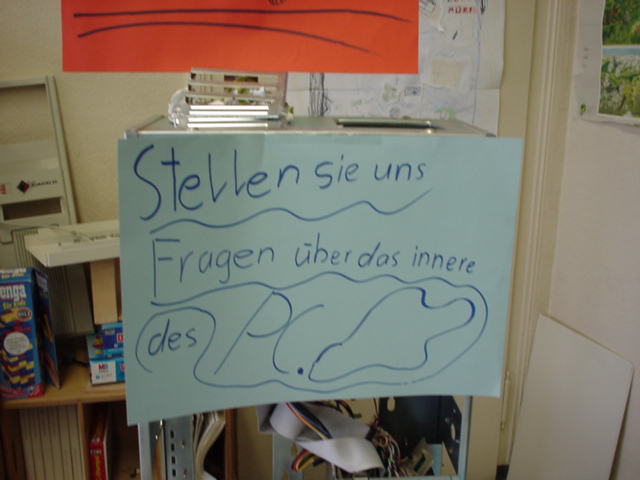 Stellen sie uns
Fragen über das innere
des PC.